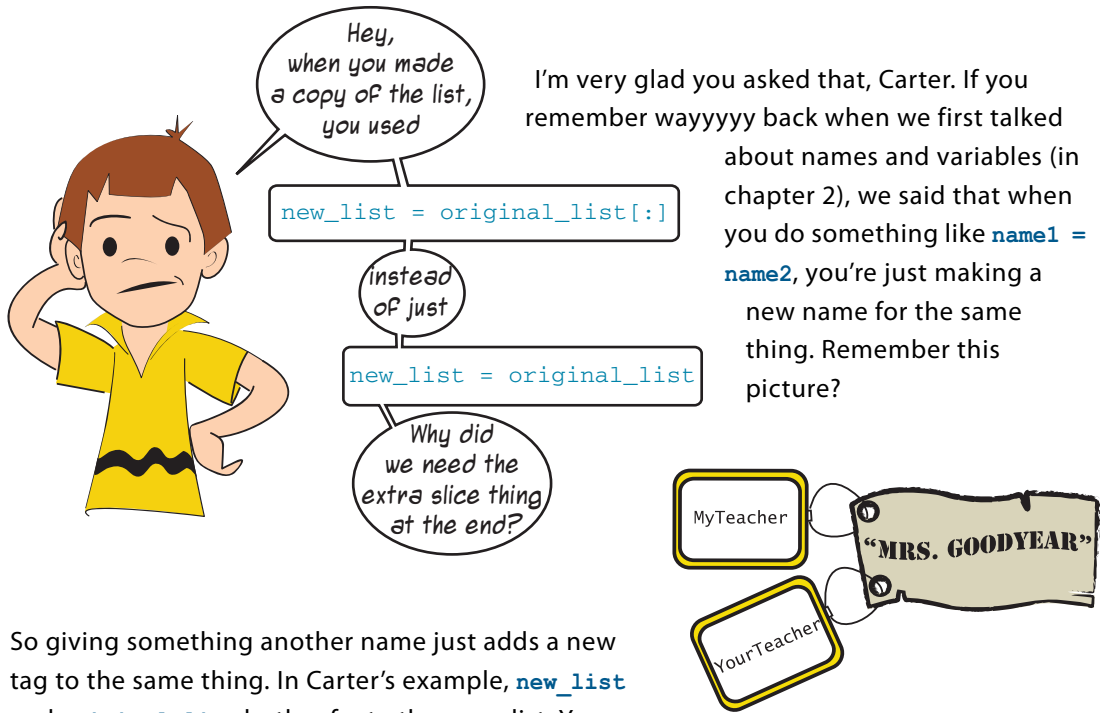 Hey,
when you made
a copy of the list,
you used
new_list = original_list[:]
instead
of just
new_list = original_list
Why did
we need the
extra slice thing
at the end?
I'm very glad you asked that, Carter. If you
remember wayyyyy back when we first talked
about names and variables (in
chapter 2), we said that when
you do something like name1 =
name2, you're just making a
new name for the same
thing. Remember this
picture?
MyTeacher
“MRS. GOODYEAR”
YourTeacher
So giving something another name just adds a new
tag to the same thing. In Carter's example, new_list